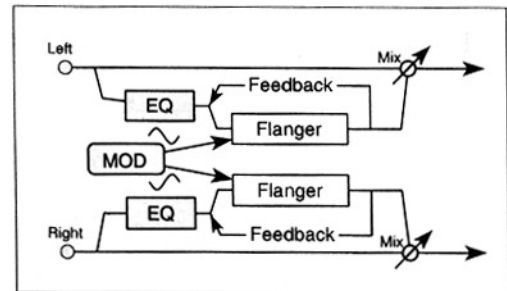 Left
Mix
Feedback
EQ
Flanger
MOD
Flanger
EQ
Feedback
Right
Mix